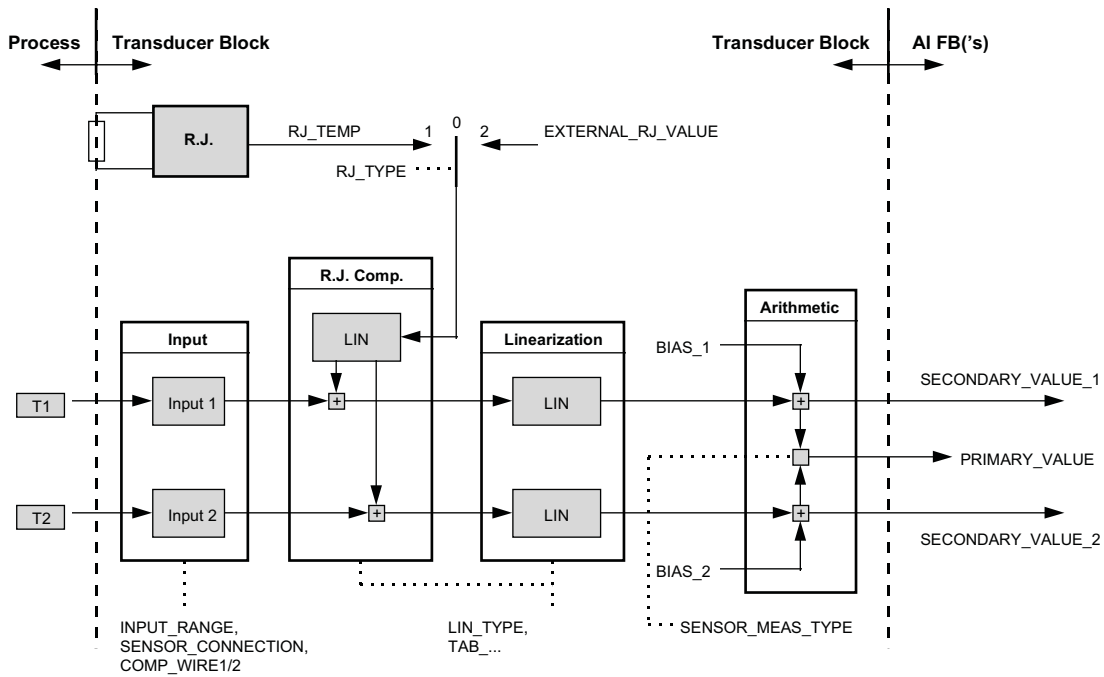 Process
Transducer Block
Transducer Block
AI FB('s)
R.J.
RJ_TEMP
1
0
2
EXTERNAL_RJ_VALUE
RJ_TYPE
R.J. Comp.
LIN
Input
Linearization
Arithmetic
BIAS_1
T1
Input 1
+
LIN
+
SECONDARY_VALUE_1
PRIMARY_VALUE
T2
Input 2
+
LIN
+
SECONDARY_VALUE_2
BIAS_2
INPUT_RANGE,
SENSOR_CONNECTION,
COMP_WIRE1/2
LIN_TYPE,
TAB_...
SENSOR_MEAS_TYPE